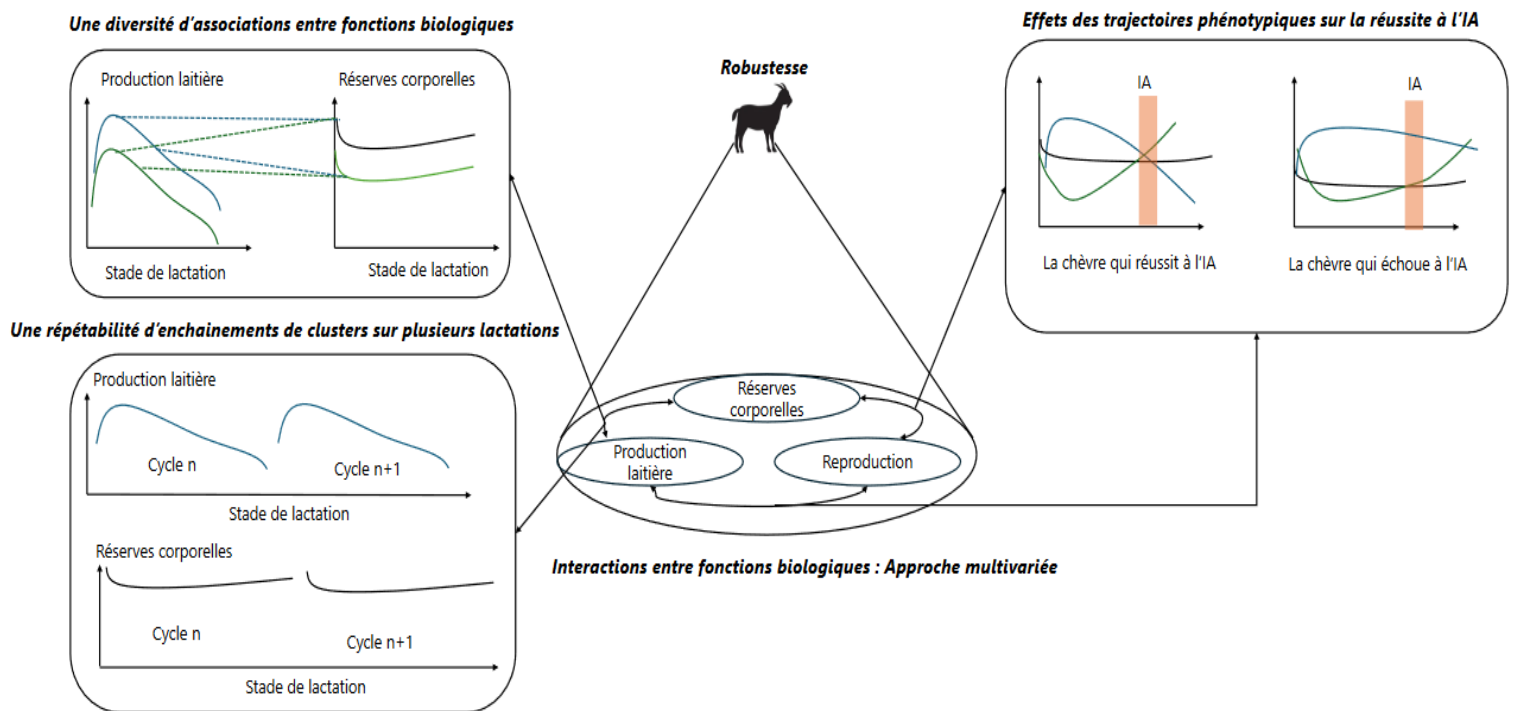 Une diversité d'associations entre fonctions biologiques
Production laitière
Réserves corporelles
Stade de lactation
Stade de lactation
Robustesse
Effets des trajectoires phénotypiques sur la réussite à l'IA
IA
IA
La chèvre qui réussit à l'IA
La chèvre qui échoue à l'IA
Une répétabilité d'enchainements de clusters sur plusieurs lactations
Production laitière
Cycle n
Cycle n+1
Stade de lactation
Réserves corporelles
Cycle n
Cycle n+1
Stade de lactation
Réserves
corporelles
Production
laitière
Reproduction
Interactions entre fonctions biologiques : Approche multivariée